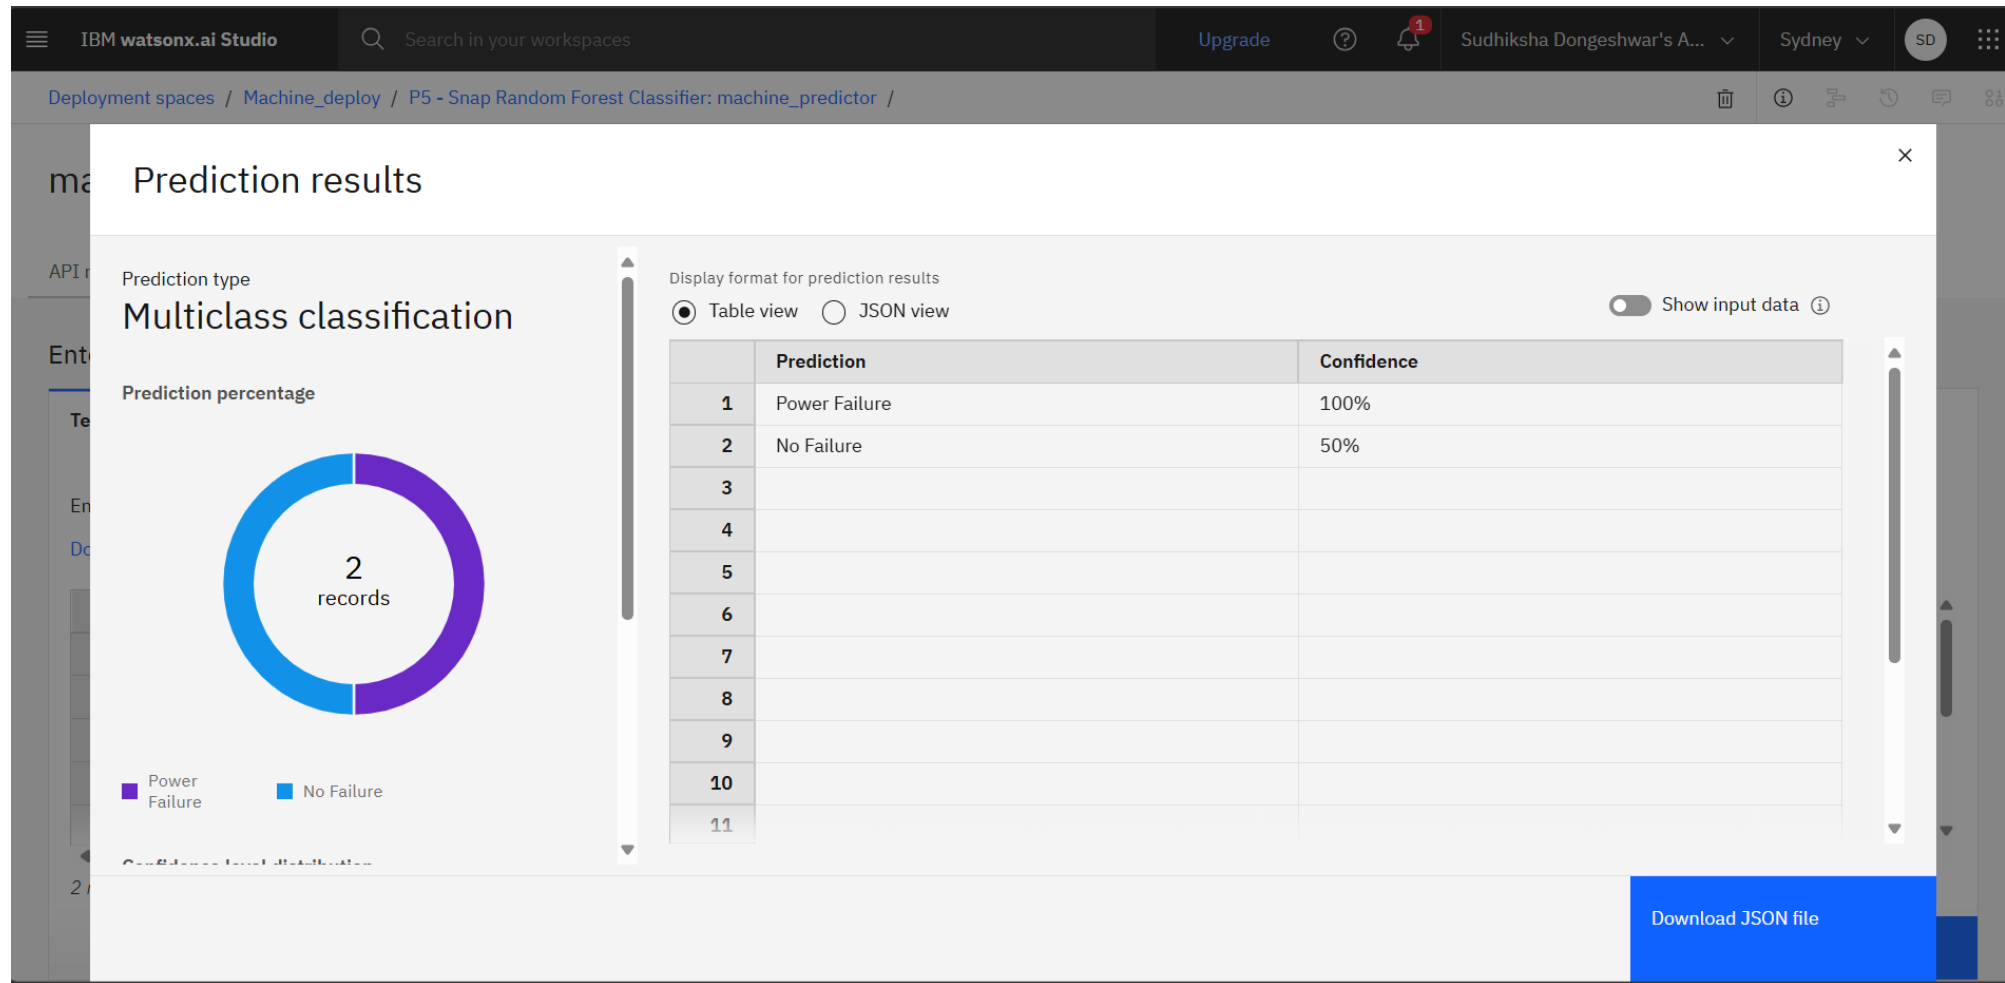 IBM watsonx.ai Studio
Search in your workspaces
Upgrade
1
Sudhiksha Dongeshwar's A...
Sydney
SD
Deployment spaces / Machine_deploy / P5 - Snap Random Forest Classifier: machine_predictor /
Prediction results
Prediction type
Multiclass classification
Prediction percentage
2
records
Power
Failure
No Failure
Confidence level distribution
Display format for prediction results
Table view
JSON view
Show input data
Prediction Confidence
1 Power Failure 100%
2 No Failure 50%
3
4
5
6
7
8
9
10
11
Download JSON file